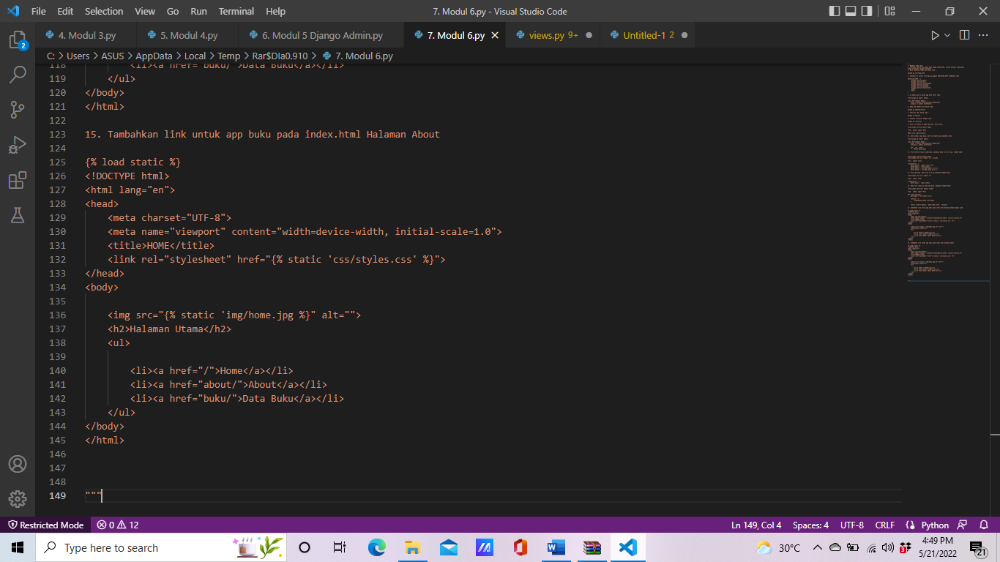 File Edit Selection View Go Run Terminal Help 7. Modul 6.py - Visual Studio Code
4. Modul 3.py 5. Modul 4.py 6. Modul 5 Django Admin.py 7. Modul 6.py views.py 9+ Untitled-1 2
2
C: > Users > ASUS > AppData > Local > Temp > Rar$DIa0.910 > 7. Modul 6.py
118 <li><a href="buku/">Data Buku</a></li>
119 </ul>
120 </body>
121 </html>
122
123 15. Tambahkan link untuk app buku pada index.html Halaman About
124
125 {% load static %}
126 <!DOCTYPE html>
127 <html lang="en">
128 <head>
129 <meta charset="UTF-8">
130 <meta name="viewport" content="width=device-width, initial-scale=1.0">
131 <title>HOME</title>
132 <link rel="stylesheet" href="{% static 'css/styles.css' %}">
133 </head>
134 <body>
135
136 <img src="{% static 'img/home.jpg %}" alt="">
137 <h2>Halaman Utama</h2>
138 <ul>
139
140 <li><a href="/">Home</a></li>
141 <li><a href="about/">About</a></li>
142 <li><a href="buku/">Data Buku</a></li>
143 </ul>
144 </body>
145 </html>
146
147
148
149 """
Restricted Mode 0 12 Ln 149, Col 4 Spaces: 4 UTF-8 CRLF Python
Type here to search 30°C 4:49 PM
5/21/2022 21